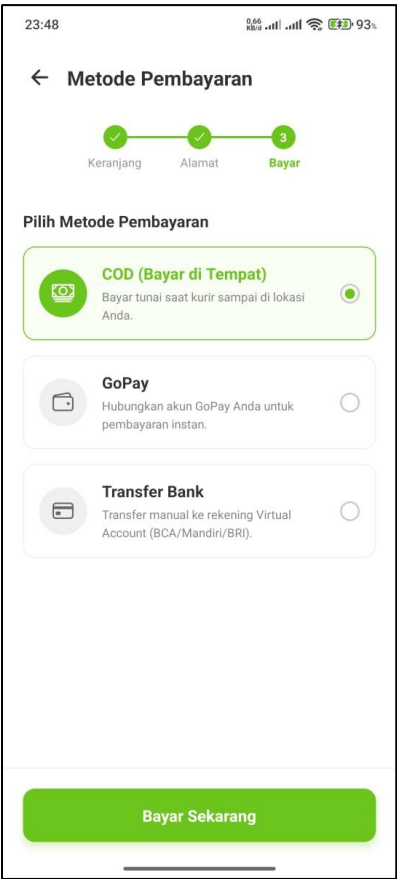 23:48
0,66 KB/d 93%
Metode Pembayaran
3
Keranjang Alamat Bayar
Pilih Metode Pembayaran
COD (Bayar di Tempat)
Bayar tunai saat kurir sampai di lokasi
Anda.
GoPay
Hubungkan akun GoPay Anda untuk
pembayaran instan.
Transfer Bank
Transfer manual ke rekening Virtual
Account (BCA/Mandiri/BRI).
Bayar Sekarang